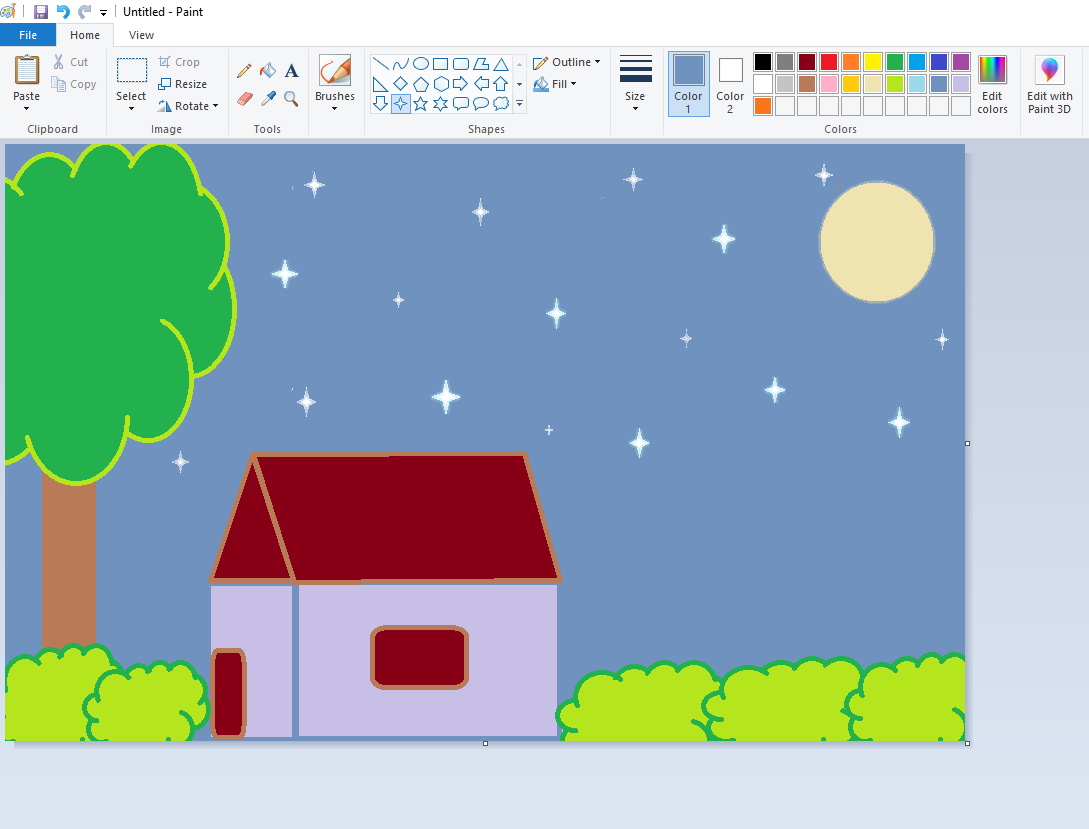 Untitled - Paint
File Home View
Paste
Cut
Copy
Clipboard
Select
Crop
Resize
Rotate
Image
A
Tools
Brushes
Outline
Fill
Shapes
Size
Color
1
Color
2
Edit
colors
Edit with
Paint 3D
Colors